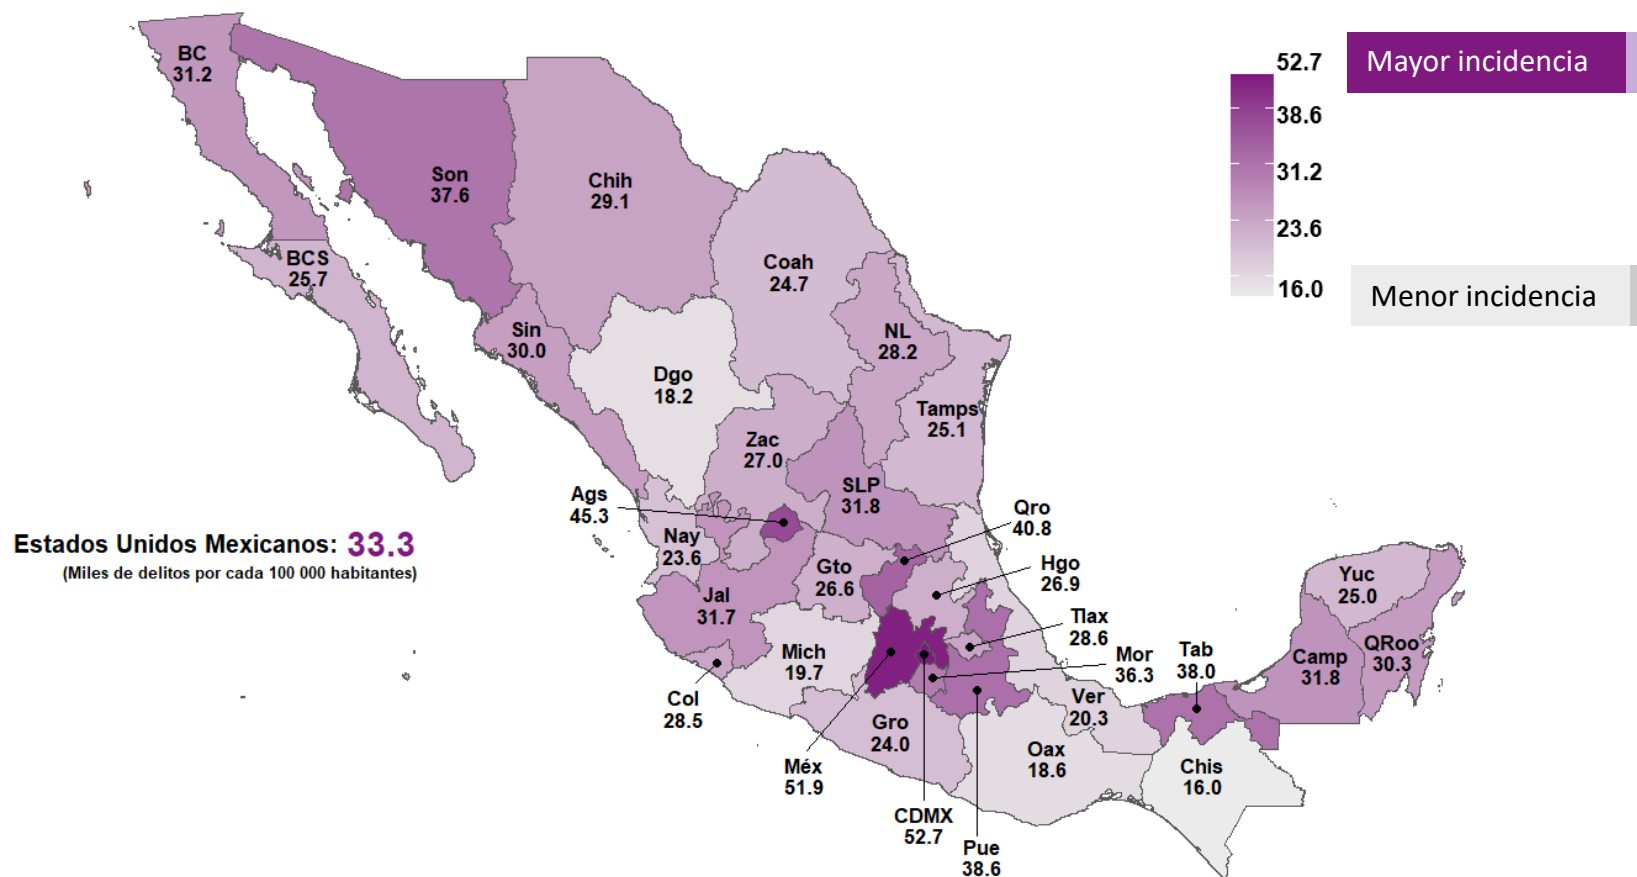 BC
31.2
Son
37.6
Chih
29.1
BCS
25.7
Coah
24.7
Sin
30.0
NL
28.2
Dgo
18.2
Tamps
25.1
Zac
27.0
SLP
31.8
Ags
45.3
Nay
23.6
Qro
40.8
Gto
26.6
Hgo
26.9
Jal
31.7
Tlax
28.6
Mich
19.7
Mor
36.3
Tab
38.0
Yuc
25.0
QRoo
30.3
Camp
31.8
Col
28.5
Ver
20.3
Gro
24.0
Oax
18.6
Chis
16.0
Méx
51.9
CDMX
52.7
Pue
38.6
Estados Unidos Mexicanos: 33.3
(Miles de delitos por cada 100 000 habitantes)
52.7
38.6
31.2
23.6
16.0
Mayor incidencia
Menor incidencia